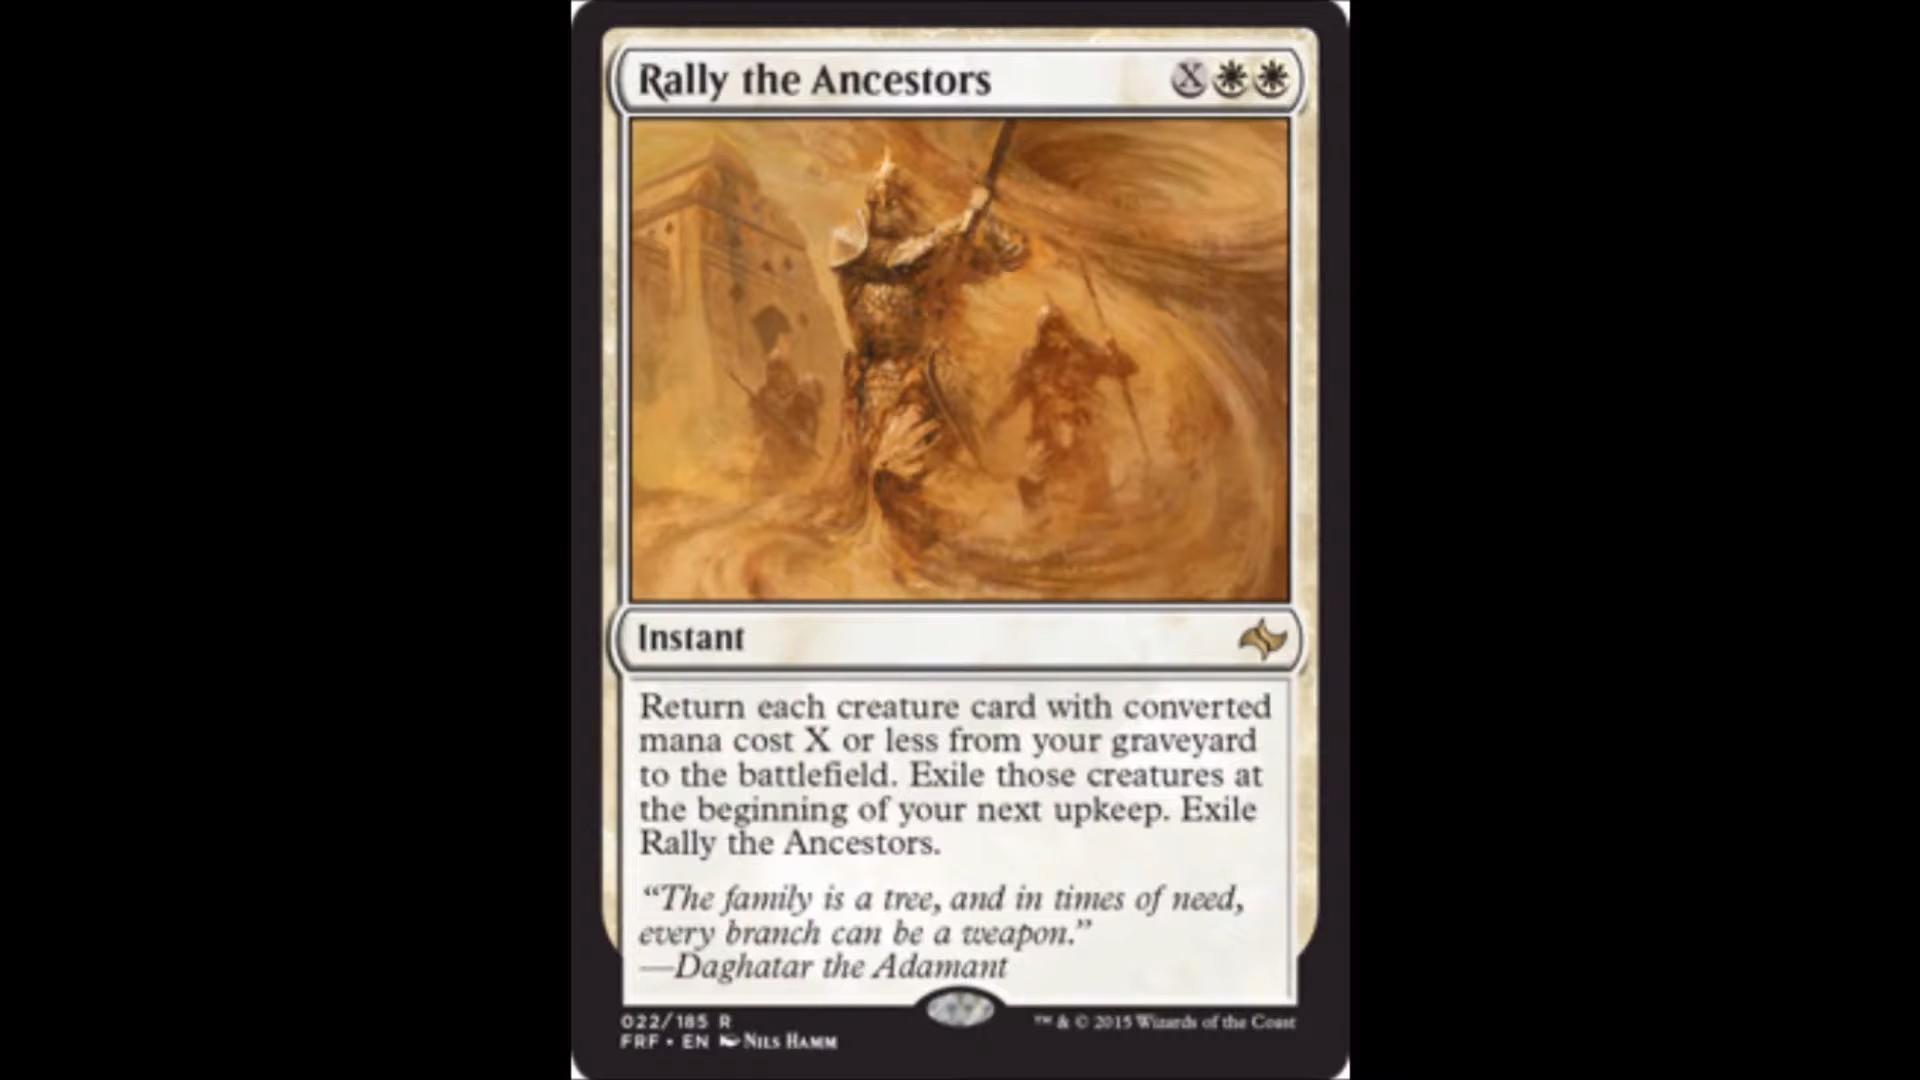 Rally the Ancestors X
Instant
Return each creature card with converted
mana cost X or less from your graveyard
to the battlefield. Exile those creatures at
the beginning of your next upkeep. Exile
Rally the Ancestors.
“The family is a tree, and in times of need,
every branch can be a weapon.”
—Daghatar the Adamant
022/185 R
™ & © 2015 Wizards of the Coast
FRF • EN Nils Hamm